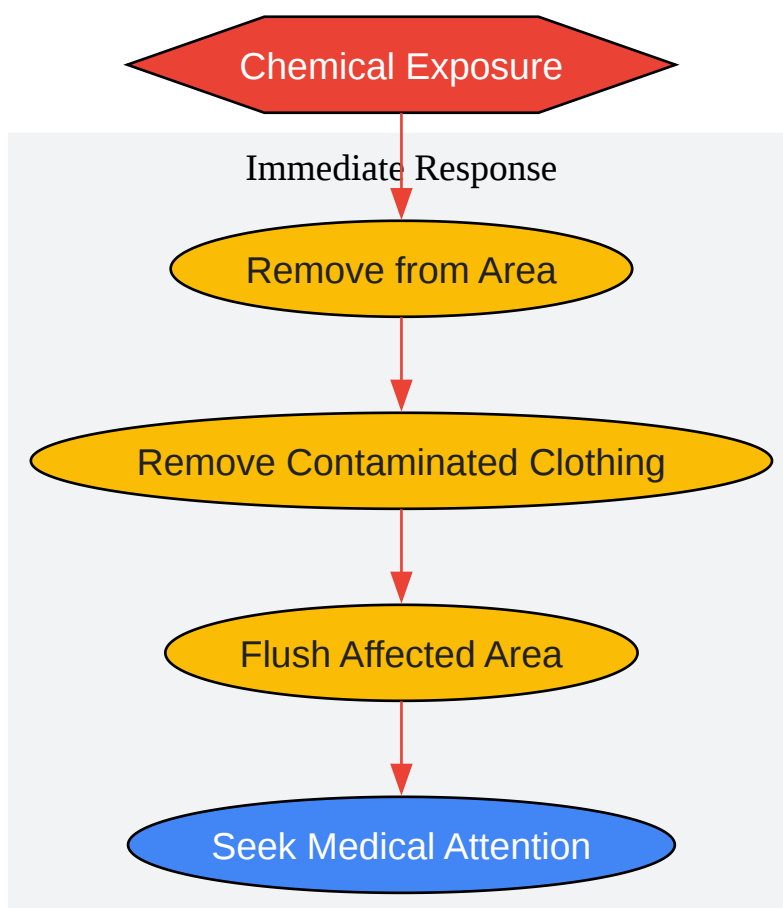 Chemical Exposure
Immediate Response
Remove from Area
Remove Contaminated Clothing
Flush Affected Area
Seek Medical Attention